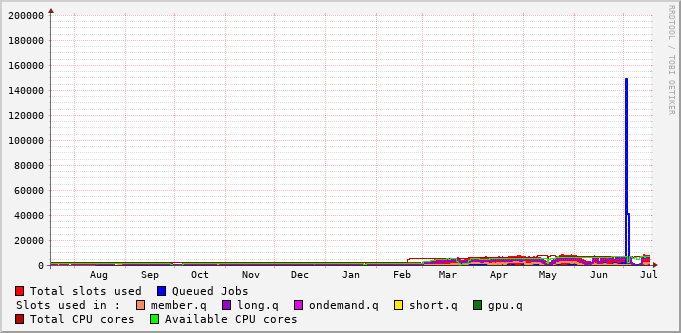 200000
180000
160000
140000
120000
100000
80000
60000
40000
20000
0
Aug Sep Oct Nov Dec Jan Feb Mar Apr May Jun Jul
Total slots used Queued Jobs
Slots used in : member.q long.q ondemand.q short.q gpu.q
Total CPU cores Available CPU cores
RRDTOOL / TOBI OETIKER